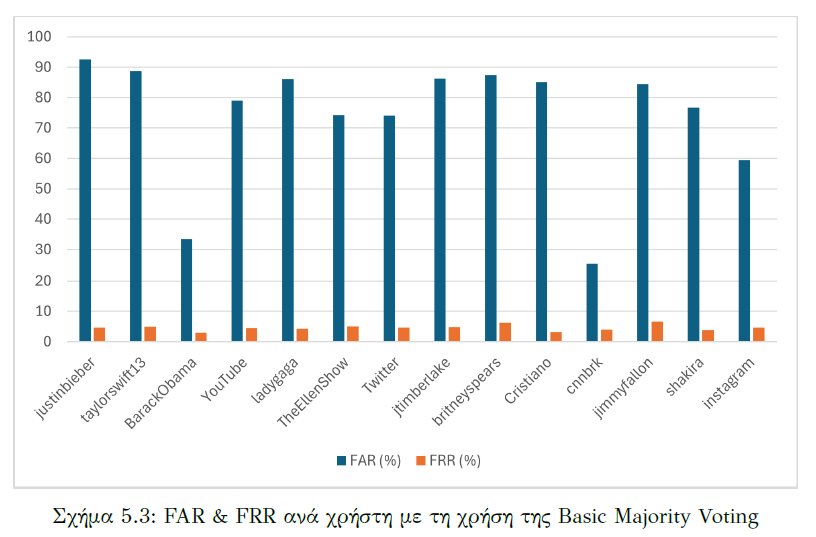 100
90
80
70
60
50
40
30
20
10
0
justinbieber
taylorswift13
BarackObama
YouTube
ladygaga
TheEllenShow
Twitter
jtimberlake
britneyspears
Cristiano
cnnbrk
jimmyfallon
shakira
instagram
FAR (%) FRR (%)
Σχήμα 5.3: FAR & FRR ανά χρήστη με τη χρήση της Basic Majority Voting